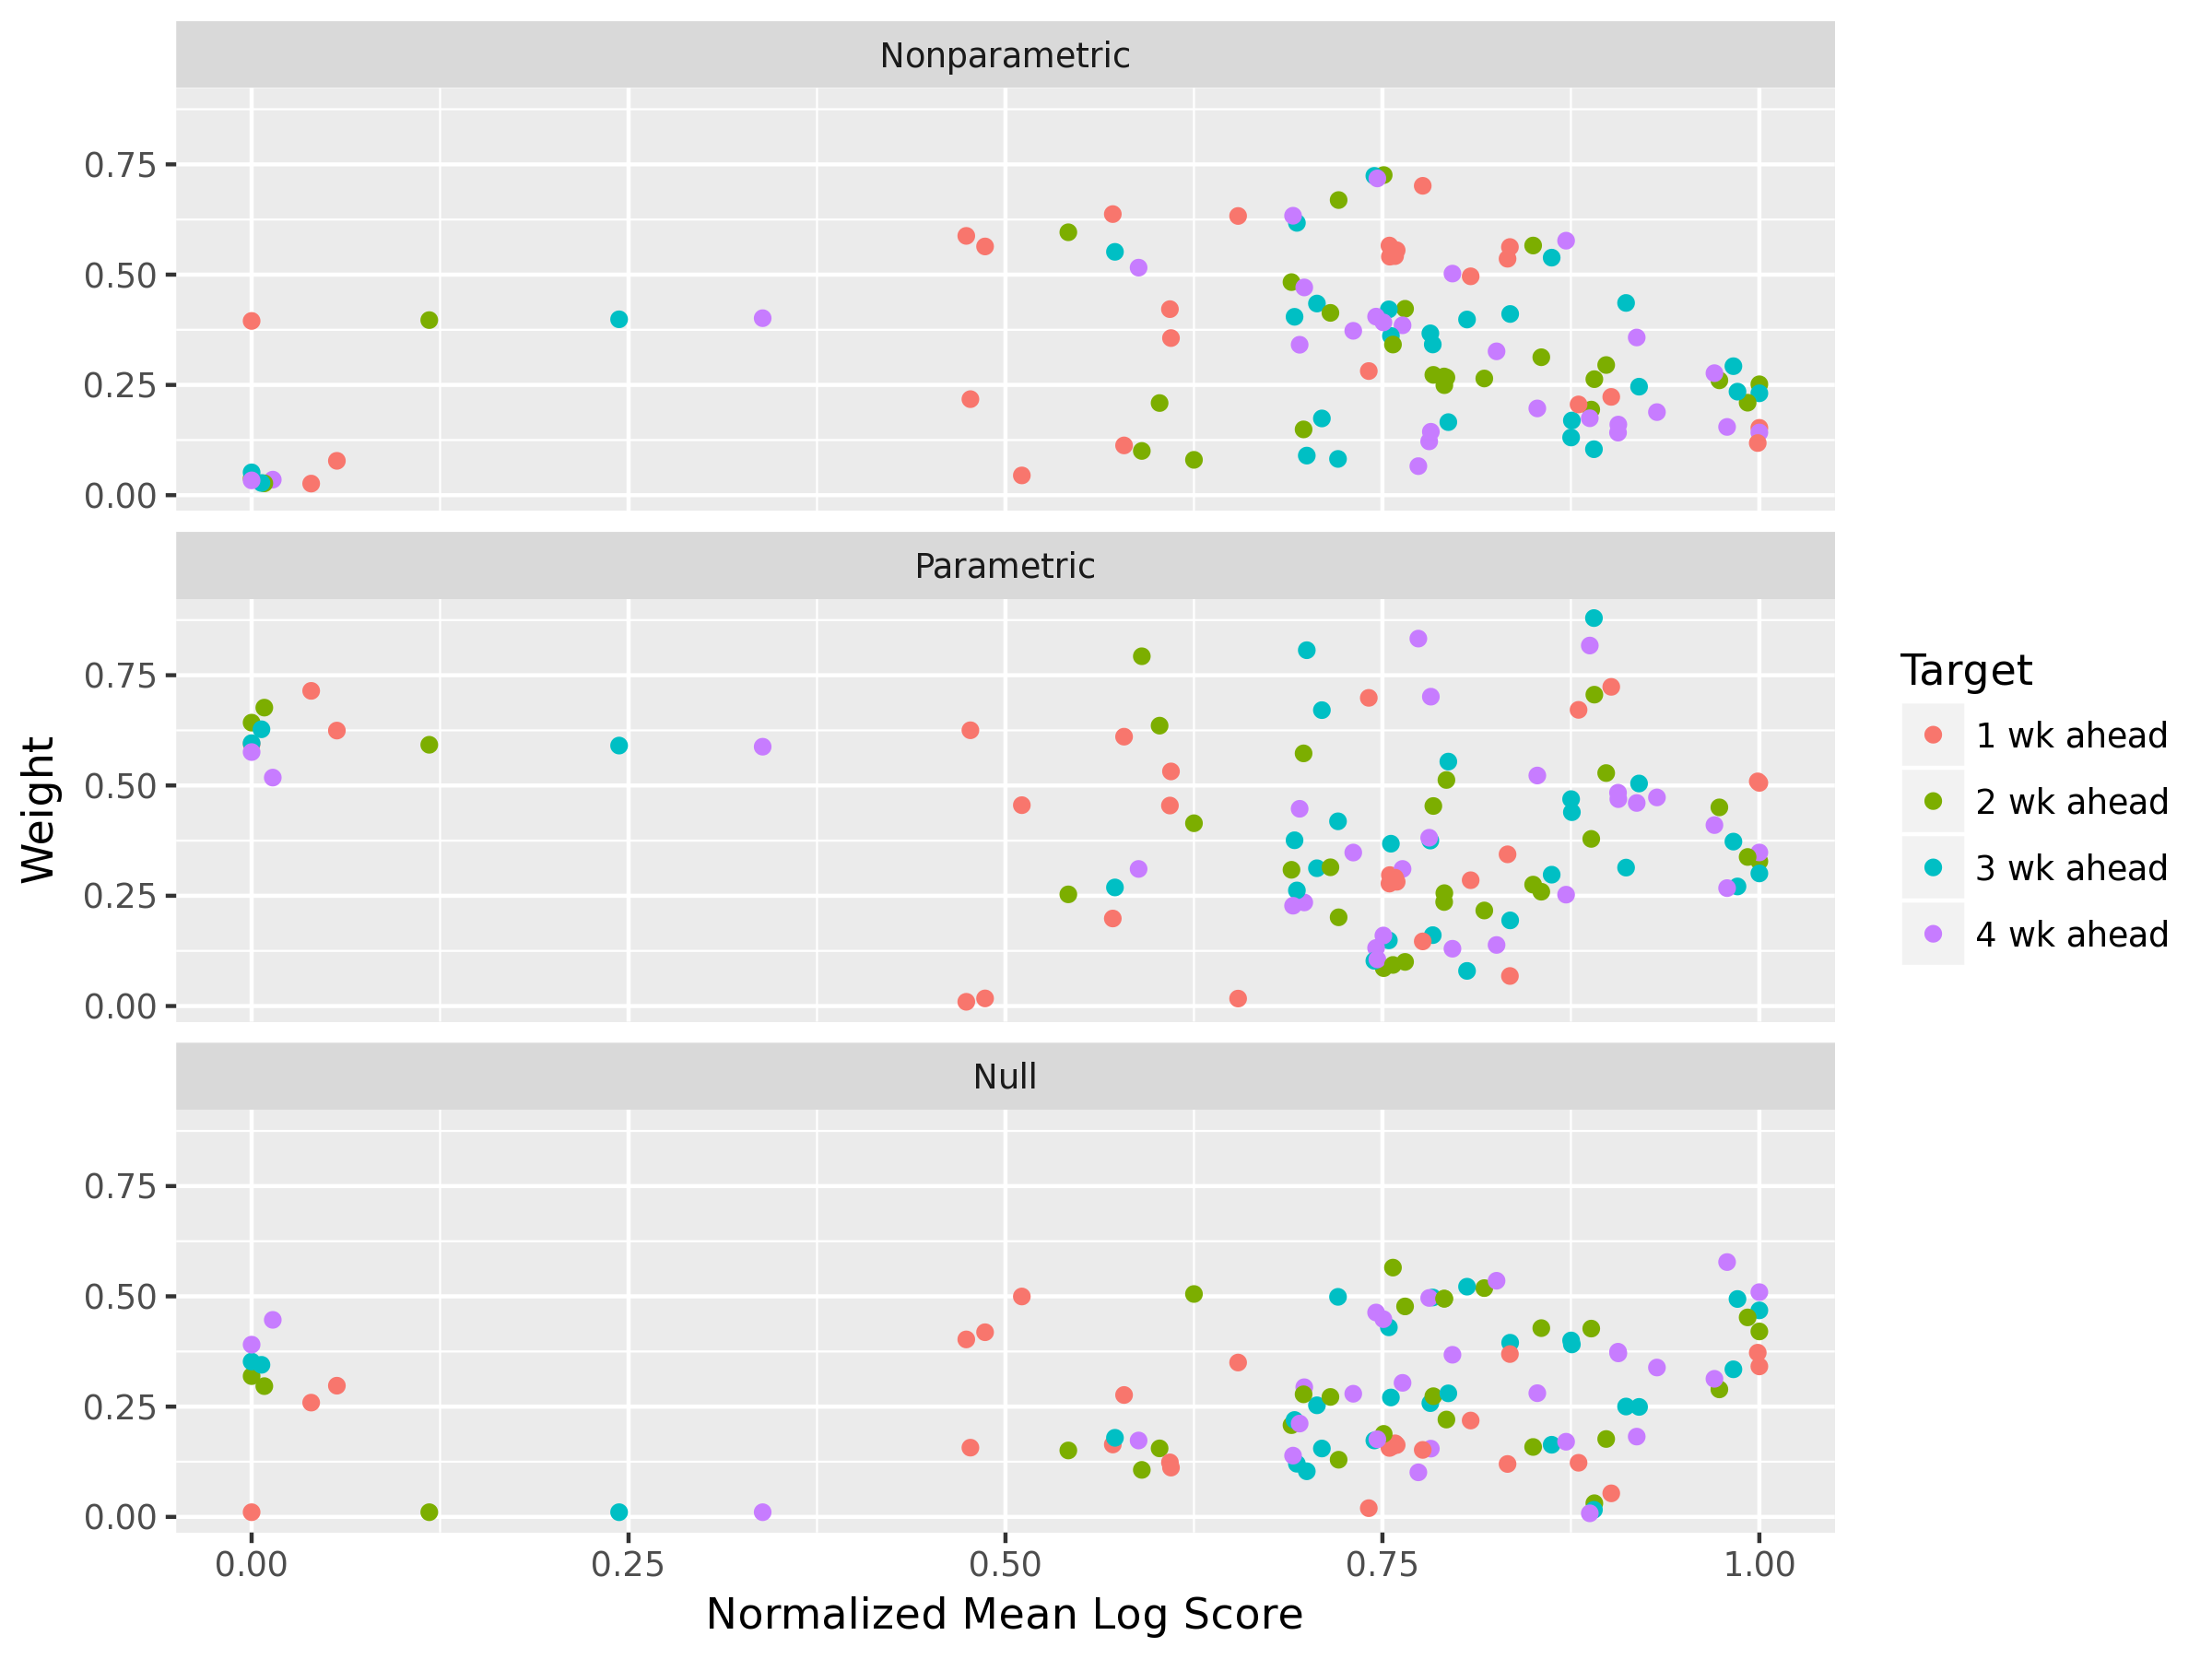 Nonparametric
0.75
0.50
0.25
0.00
Parametric
0.75
0.50
0.25
0.00
Null
0.75
0.50
0.25
0.00
0.00 0.25 0.50 0.75 1.00
Normalized Mean Log Score
Weight
Target
1 wk ahead
2 wk ahead
3 wk ahead
4 wk ahead